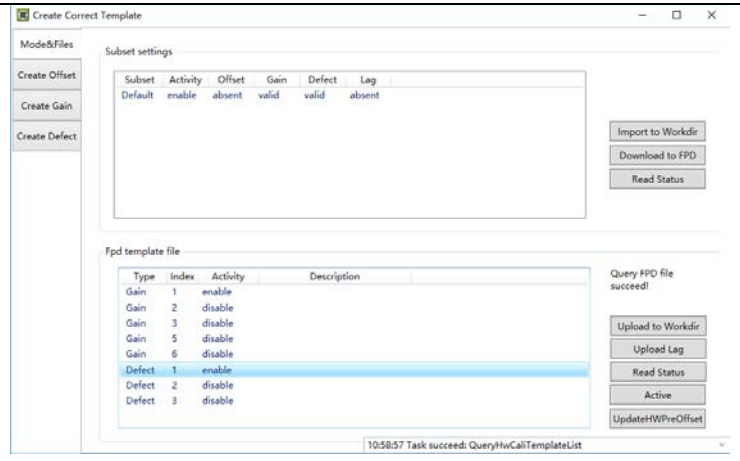 Create Correct Template
Mode&Files
Create Offset
Create Gain
Create Defect
Subset settings
Subset Activity Offset Gain Defect Lag
Default enable absent valid valid absent
Import to Workdir
Download to FPD
Read Status
Fpd template file
Type Index Activity Description
Gain 1 enable
Gain 2 disable
Gain 3 disable
Gain 5 disable
Gain 6 disable
Defect 1 enable
Defect 2 disable
Defect 3 disable
Query FPD file
succeed!
Upload to Workdir
Upload Lag
Read Status
Active
UpdateHWPreOffset
10:58:57 Task succeed: QueryHwCaliTemplateList